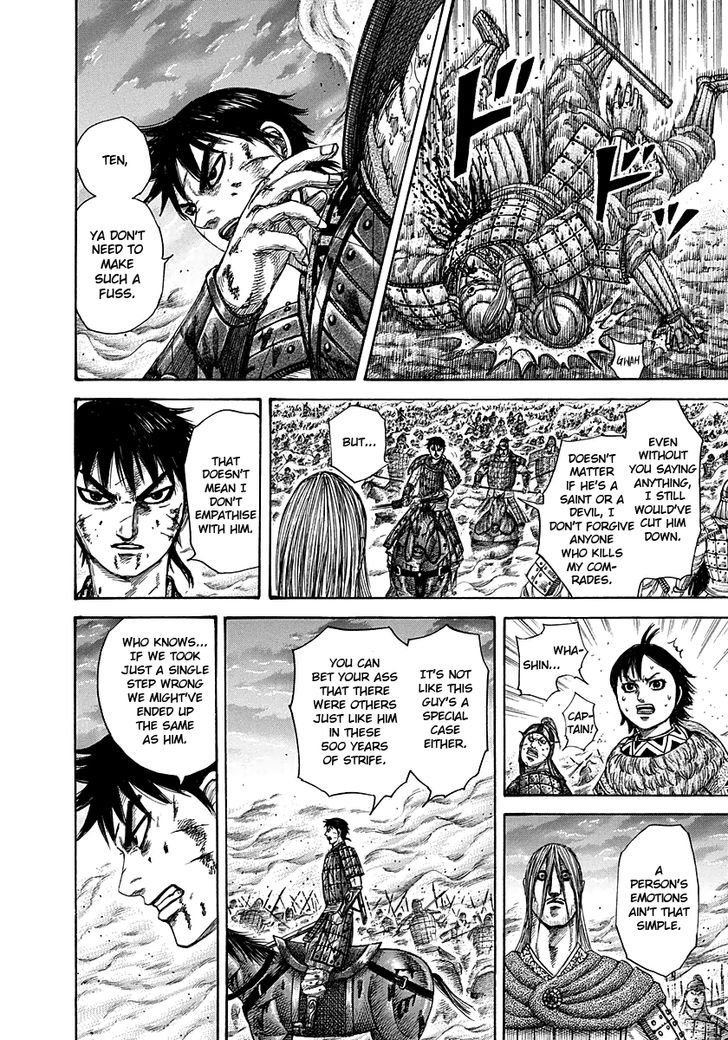 ドド
GWAH
TEN,
YA DON'T
NEED TO
MAKE
SUCH A
FUSS.
EVEN
WITHOUT
YOU SAYING
ANYTHING,
I STILL
WOULD'VE
CUT HIM
DOWN.
DOESN'T
MATTER
IF HE'S A
SAINT OR A
DEVIL, I
DON'T FORGIVE
ANYONE
WHO KILLS
MY COM-
RADES.
BUT...
THAT
DOESN'T
MEAN I
DON'T
EMPATHISE
WITH HIM.
WHA-
SHIN...
CAP-
TAIN!
A
PERSON'S
EMOTIONS
AIN'T THAT
SIMPLE.
IT'S NOT
LIKE THIS
GUY'S A
SPECIAL
CASE
EITHER.
YOU CAN
BET YOUR ASS
THAT THERE
WERE OTHERS
JUST LIKE HIM
IN THESE
500 YEARS
OF STRIFE.
WHO KNOWS...
IF WE TOOK
JUST A SINGLE
STEP WRONG
WE MIGHT'VE
ENDED UP
THE SAME
AS HIM.